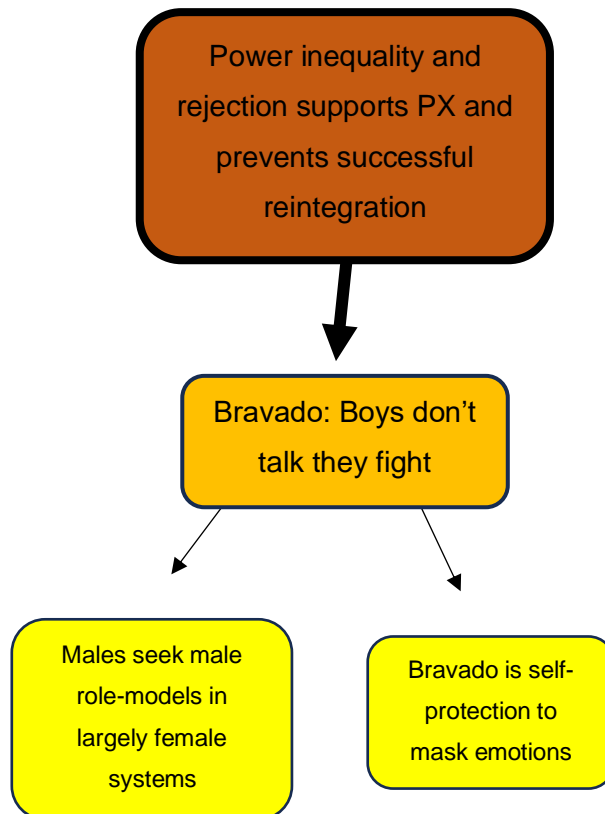 Power inequality and
rejection supports PX and
prevents successful
reintegration
Bravado: Boys don’t
talk they fight
Males seek male
role-models in
largely female
systems
Bravado is self-
protection to
mask emotions